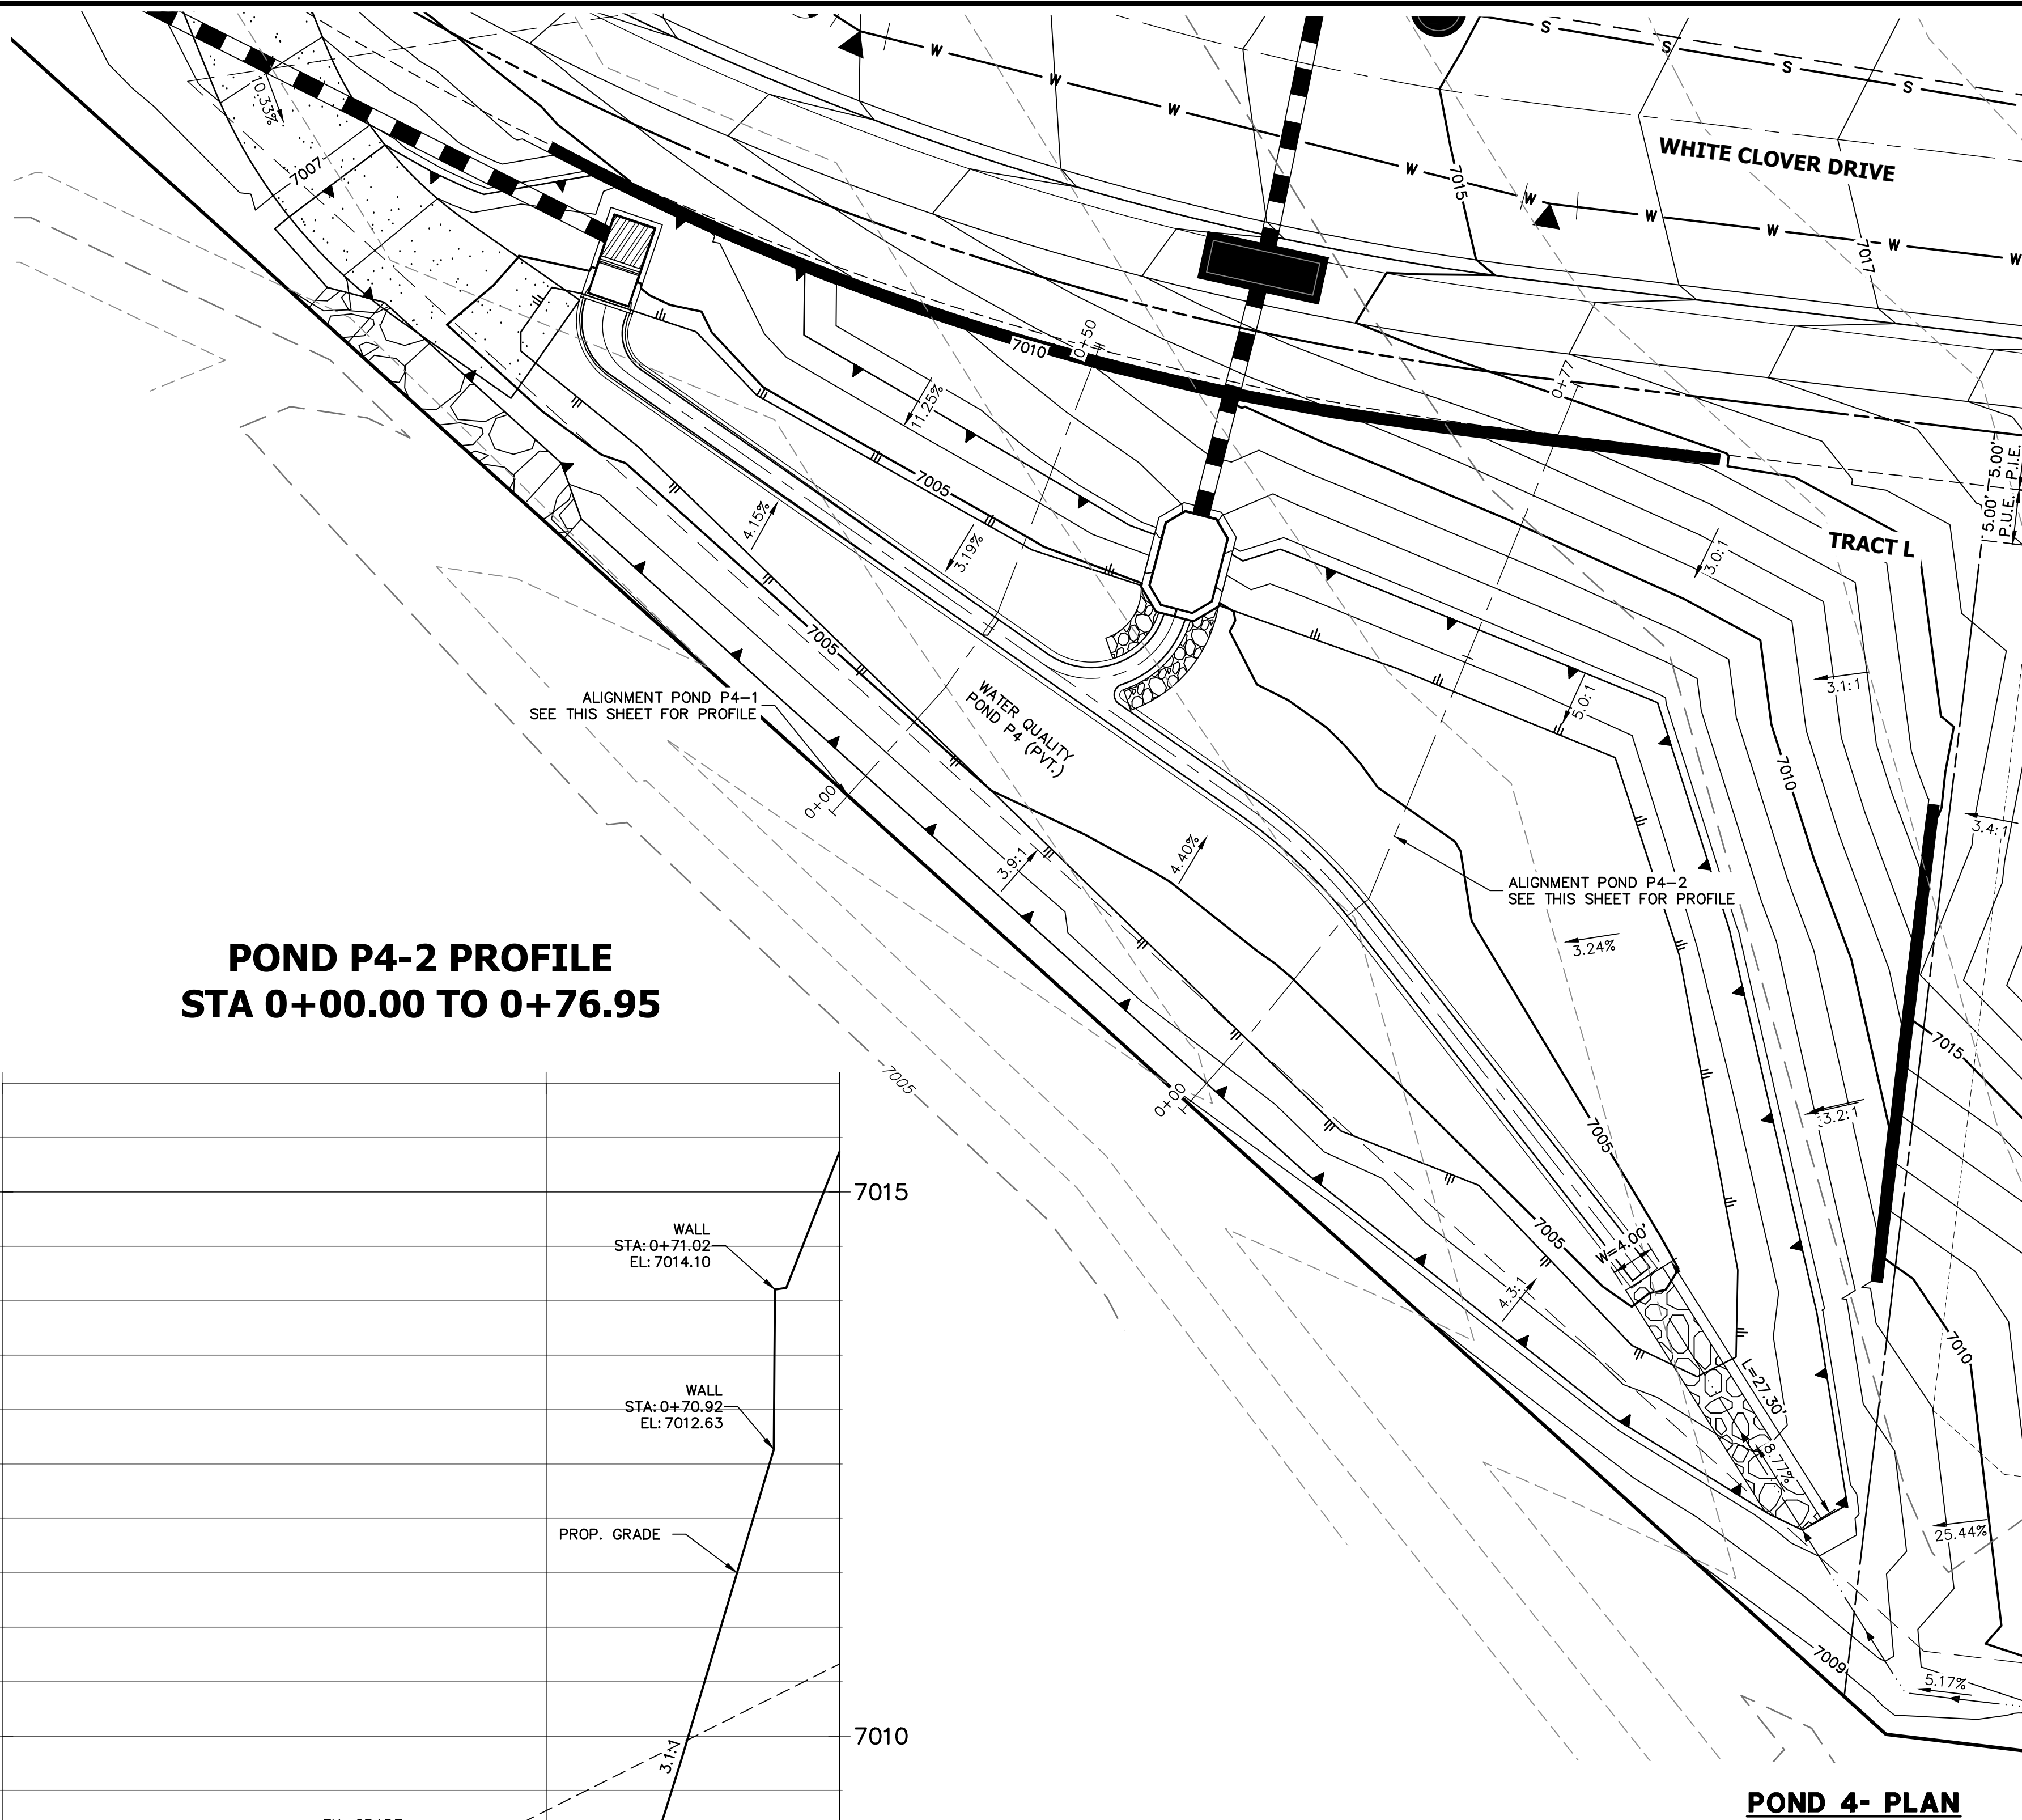 S
S
S
S
W
W
W
W
W
W
W
W
W
WHITE CLOVER DRIVE
10.33%
7007
7015
7017
7010
0+50
0+77
11.25%
7005
4.15%
3.19%
3.0:1
TRACT L
5.00' 5.00'
P.U.E. P.I.E.
3.1:1
5.0:1
7005
ALIGNMENT POND P4-1
SEE THIS SHEET FOR PROFILE
WATER QUALITY
POND P4 (PVT.)
7010
0+00
3.4:1
3.9:1
4.40%
ALIGNMENT POND P4-2
SEE THIS SHEET FOR PROFILE
3.24%
POND P4-2 PROFILE
STA 0+00.00 TO 0+76.95
7015
7005
0+00
3.2:1
7005
7005
W=4.00'
4.3:1
L=27.30'
8.77%
7010
25.44%
7009
5.17%
7015
WALL
STA: 0+71.02
EL: 7014.10
WALL
STA: 0+70.92
EL: 7012.63
PROP. GRADE
7010
3.1:1
POND 4- PLAN